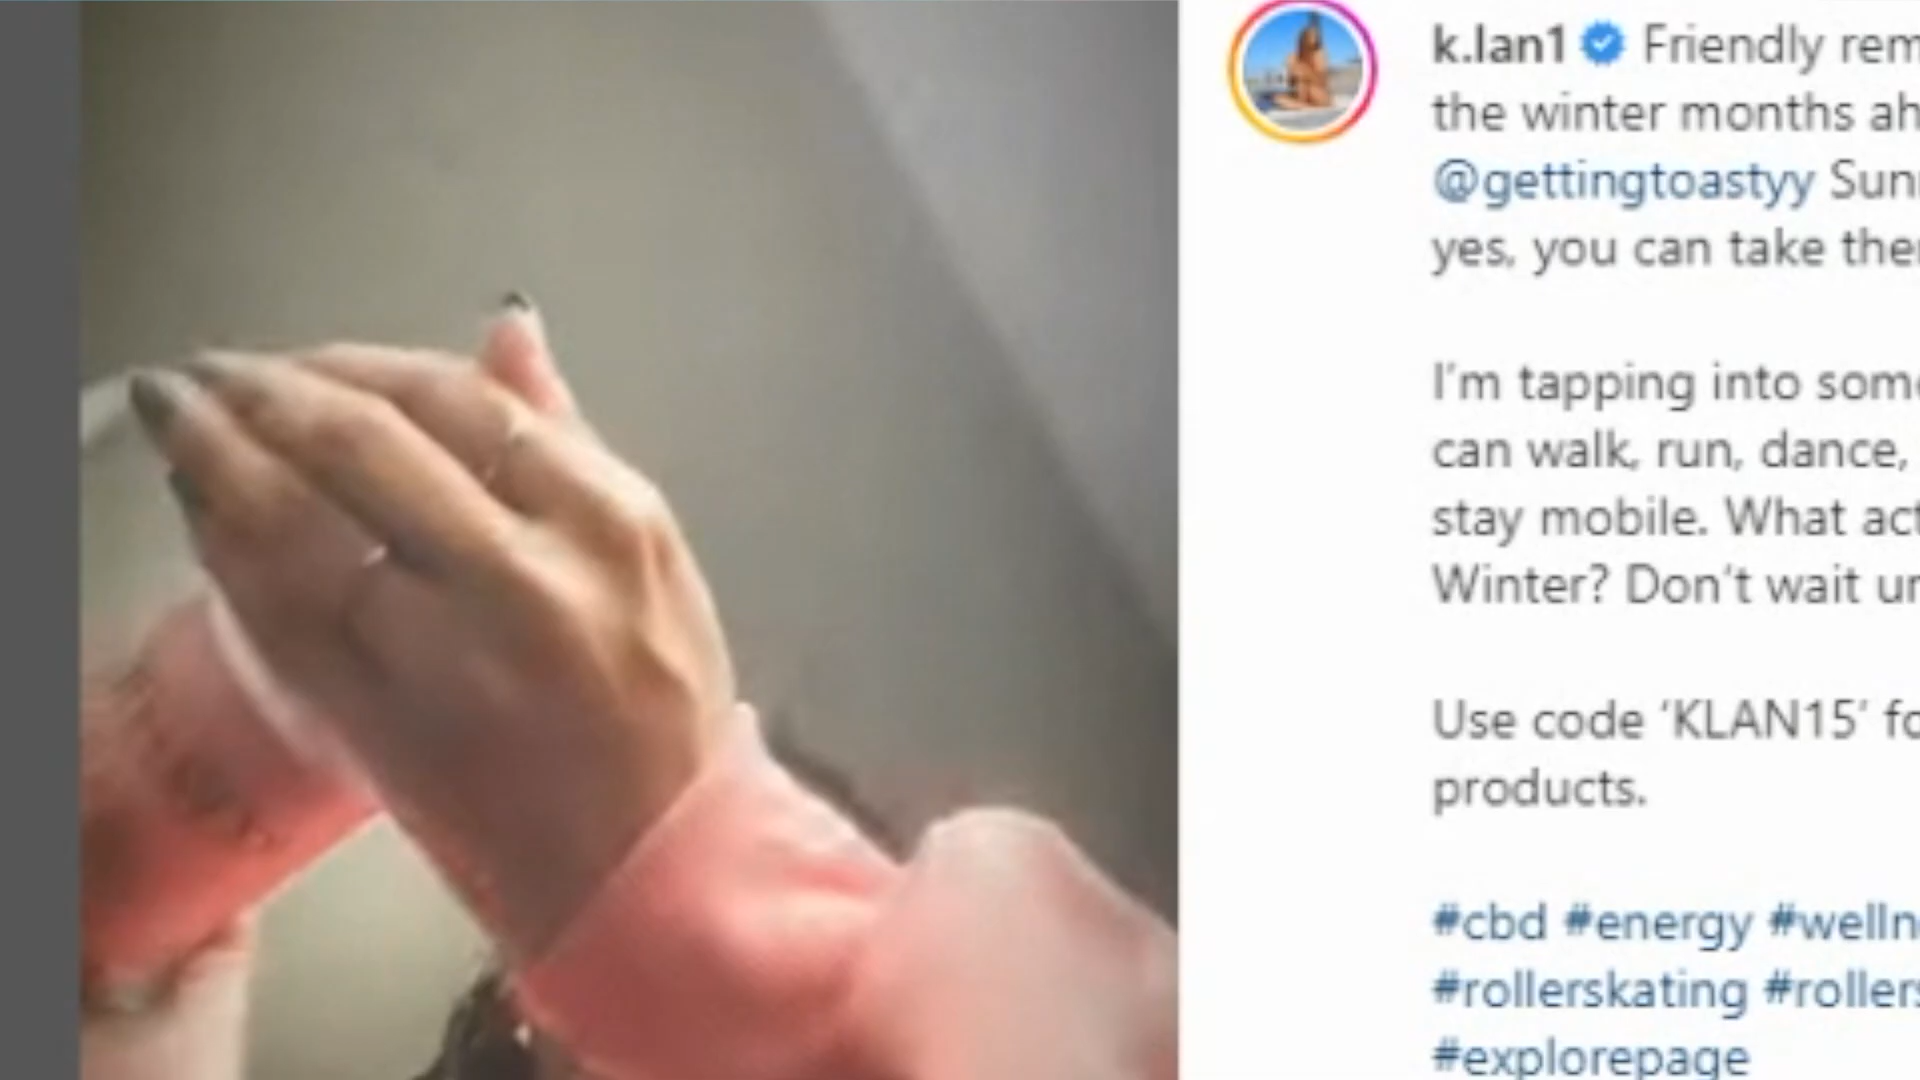 k.lan1 Friendly rem
the winter months ah
@gettingtoastyy Sun
yes, you can take the
I'm tapping into som
can walk, run, dance,
stay mobile. What act
Winter? Don't wait un
Use code ‘KLAN15’ fo
products.
#cbd #energy #welln
#rollerskating #rollers
#explorepage